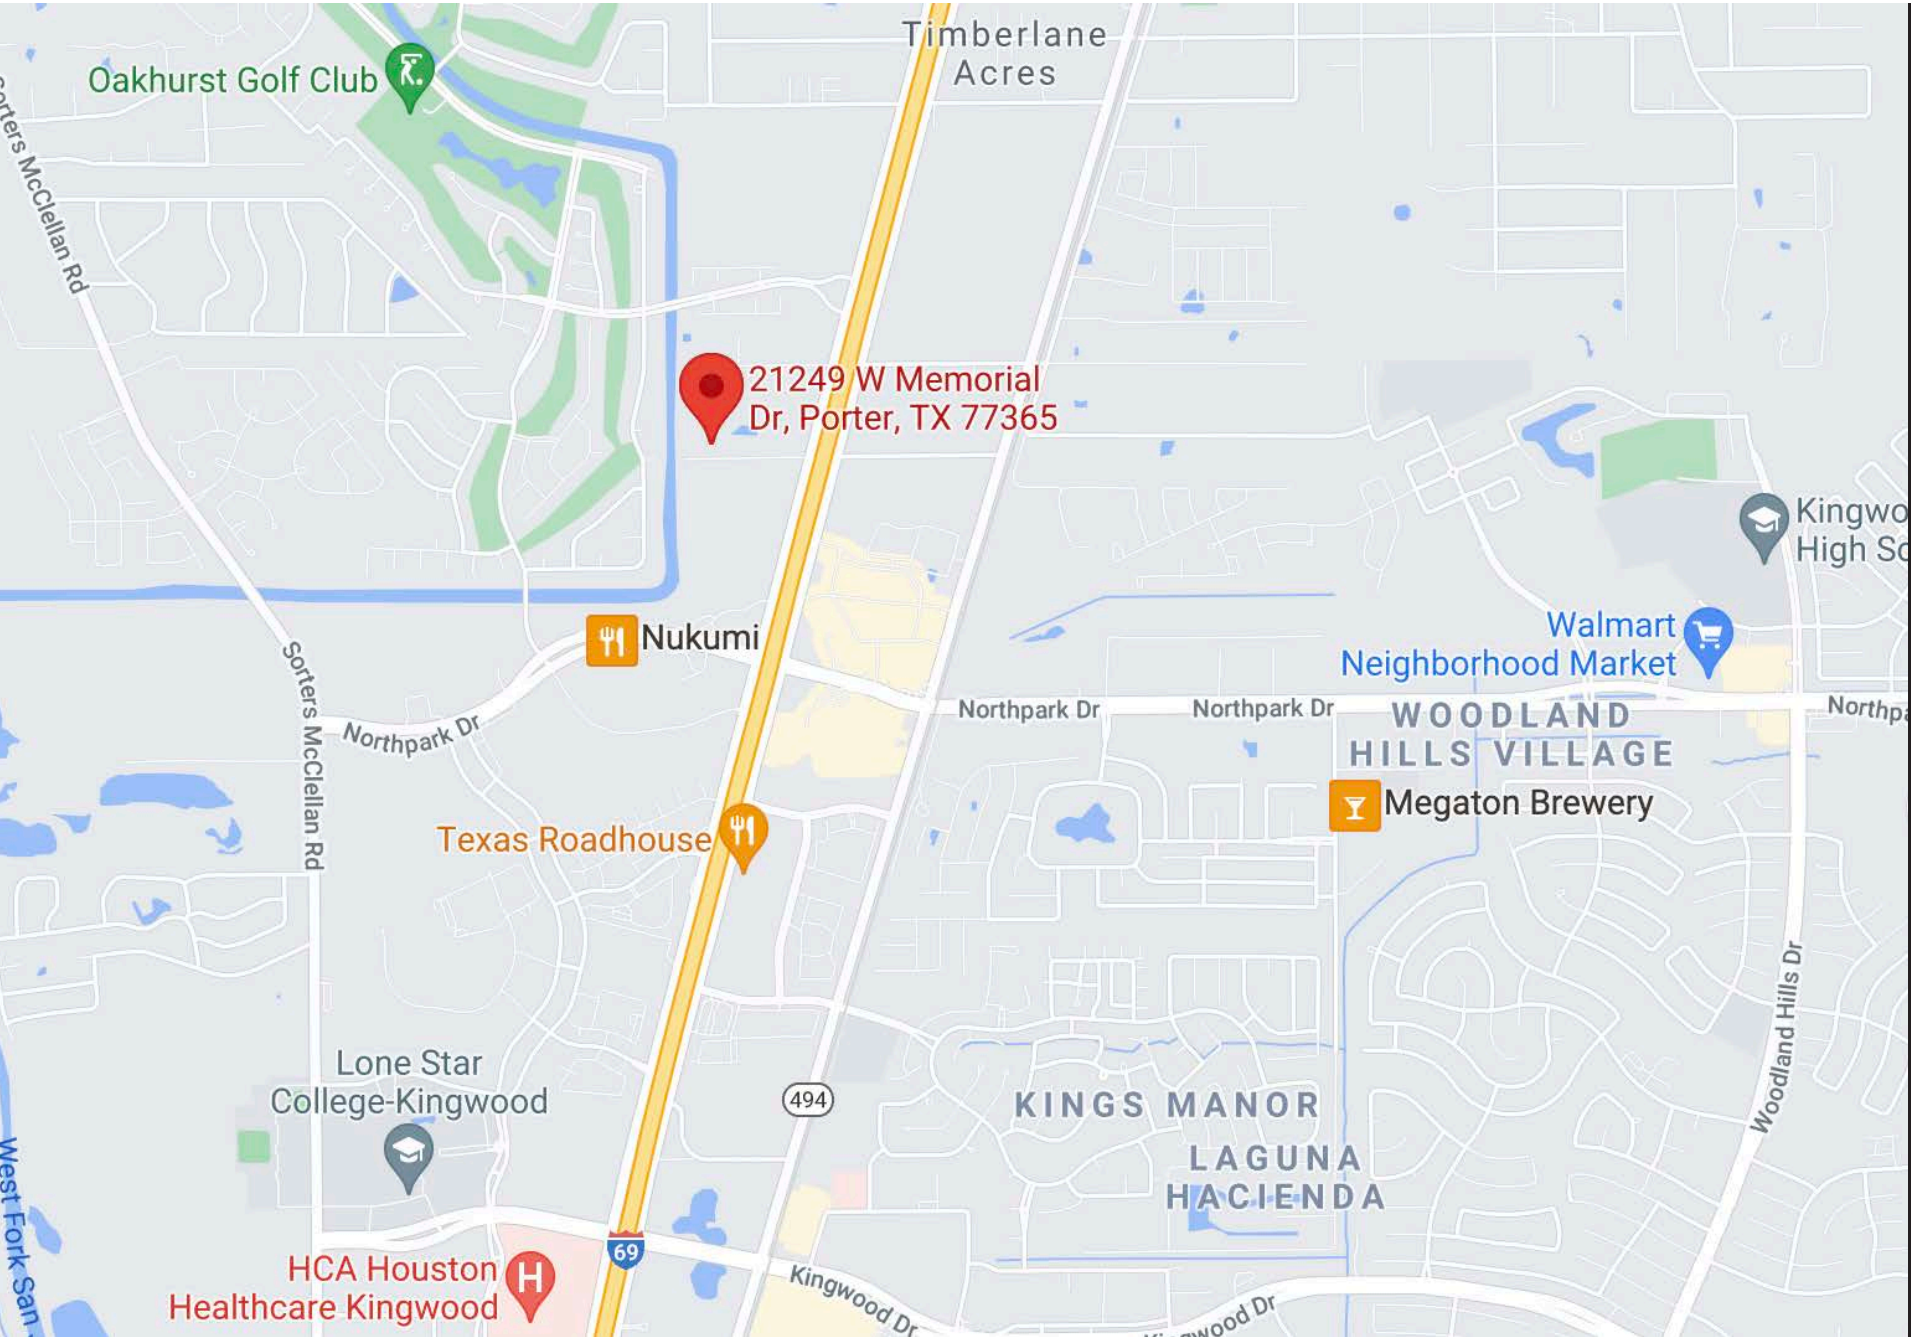 Timberlane
Acres
Oakhurst Golf Club
Sorters McClellan Rd
21249 W Memorial
Dr, Porter, TX 77365
Kingwo
High Sc
Nukumi
Walmart
Neighborhood Market
Sorters McClellan Rd
Northpark Dr
Northpark Dr
Northpark Dr
Northpa
WOODLAND
HILLS VILLAGE
Megaton Brewery
Texas Roadhouse
Woodland Hills Dr
Lone Star
College-Kingwood
494
KINGS MANOR
LAGUNA
HACIENDA
West Fork San
69
HCA Houston
Healthcare Kingwood
H
Kingwood Dr
Kingwood Dr